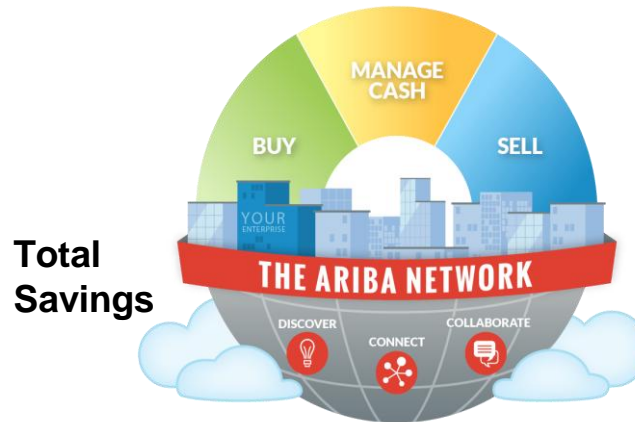 MANAGE
CASH
BUY
SELL
YOUR
ENTERPRISE
Total
Savings
THE ARIBA NETWORK
DISCOVER
CONNECT
COLLABORATE